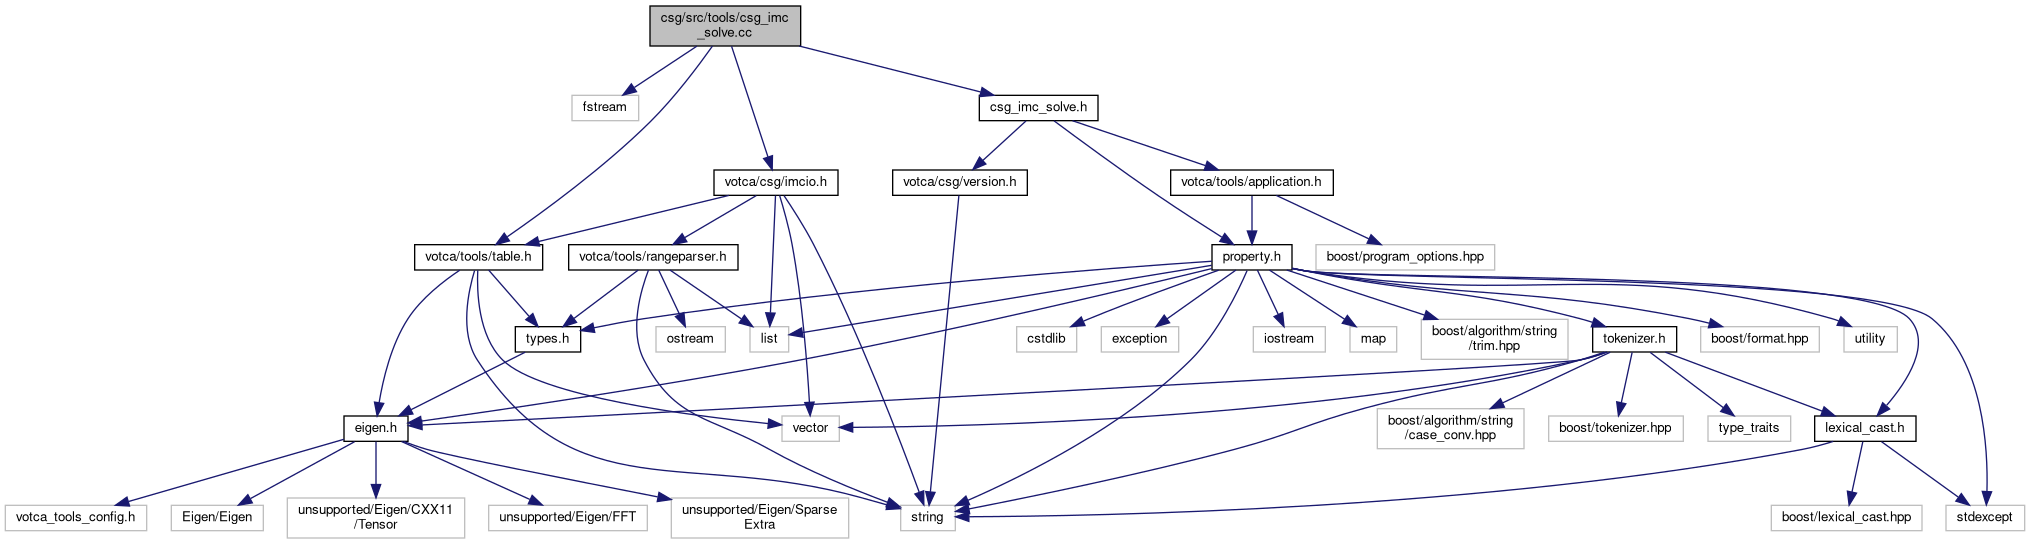 csg/src/tools/csg_imc
_solve.cc
fstream
csg_imc_solve.h
votca/csg/imcio.h
votca/csg/version.h
votca/tools/application.h
votca/tools/table.h
votca/tools/rangeparser.h
property.h
boost/program_options.hpp
types.h
ostream
list
cstdlib
exception
iostream
map
boost/algorithm/string
/trim.hpp
tokenizer.h
boost/format.hpp
utility
eigen.h
vector
boost/algorithm/string
/case_conv.hpp
boost/tokenizer.hpp
type_traits
lexical_cast.h
votca_tools_config.h
Eigen/Eigen
unsupported/Eigen/CXX11
/Tensor
unsupported/Eigen/FFT
unsupported/Eigen/Sparse
Extra
string
boost/lexical_cast.hpp
stdexcept